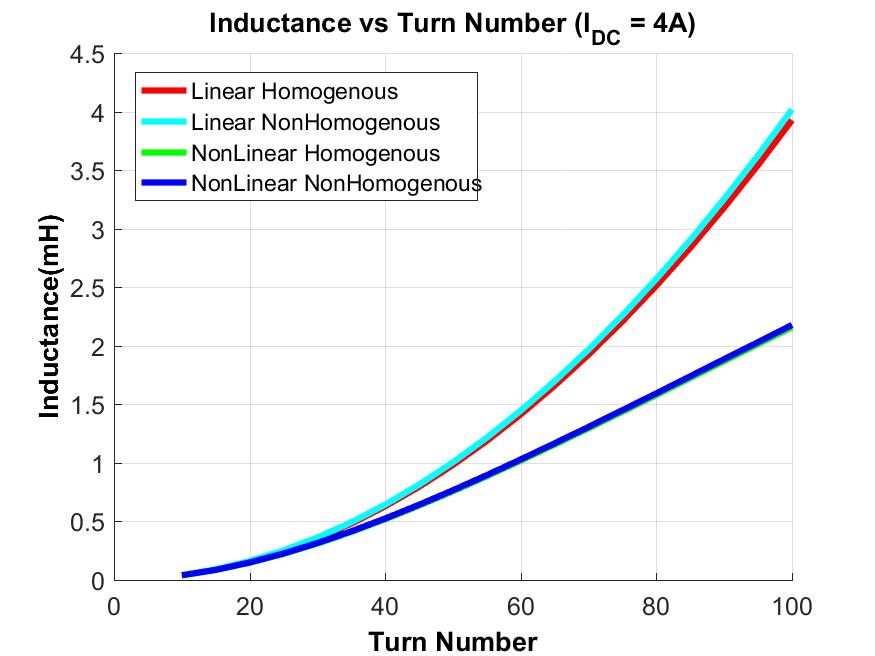 Inductance vs Turn Number (I_DC = 4A)
4.5
4
3.5
3
2.5
2
1.5
1
0.5
0
Inductance(mH)
Linear Homogenous
Linear NonHomogenous
NonLinear Homogenous
NonLinear NonHomogenous
0 20 40 60 80 100
Turn Number